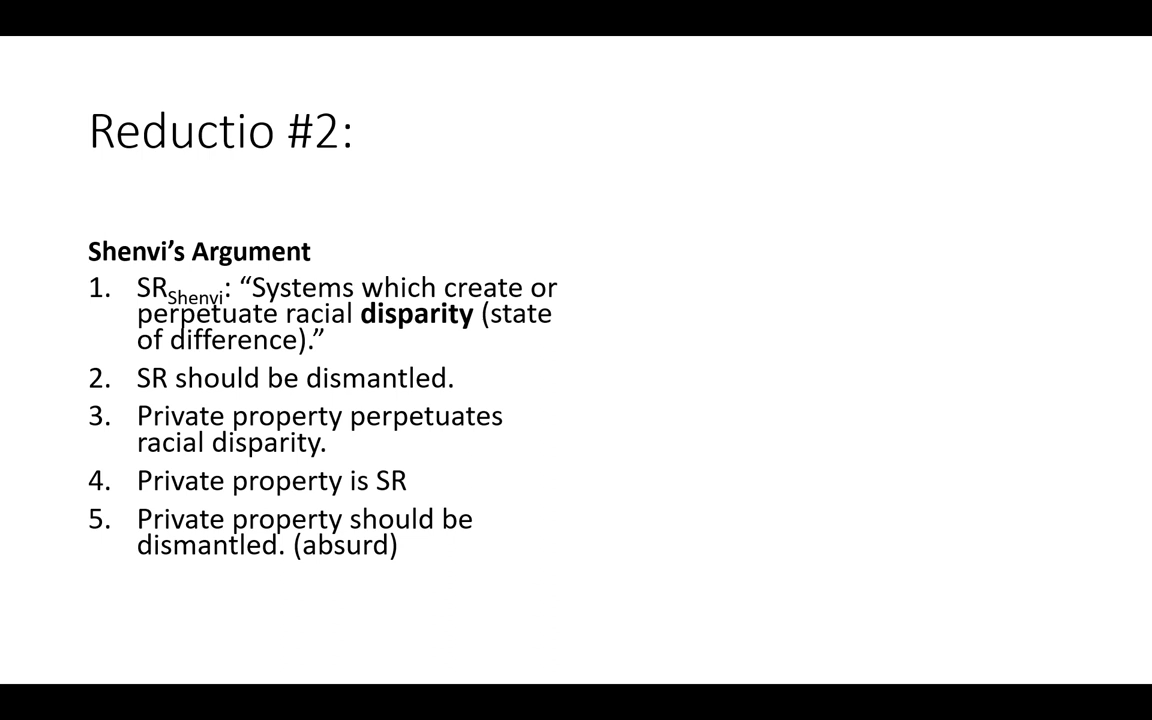 Reductio #2:
Shenvi's Argument
1. SRShenvi: “Systems which create or
perpetuate racial disparity (state
of difference).”
2. SR should be dismantled.
3. Private property perpetuates
racial disparity.
4. Private property is SR
5. Private property should be
dismantled. (absurd)